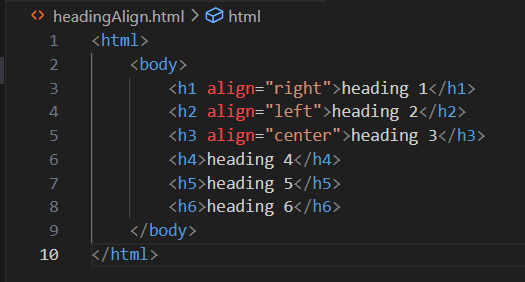 headingAlign.html > html
1 <html>
2 <body>
3 <h1 align="right">heading 1</h1>
4 <h2 align="left">heading 2</h2>
5 <h3 align="center">heading 3</h3>
6 <h4>heading 4</h4>
7 <h5>heading 5</h5>
8 <h6>heading 6</h6>
9 </body>
10 </html>